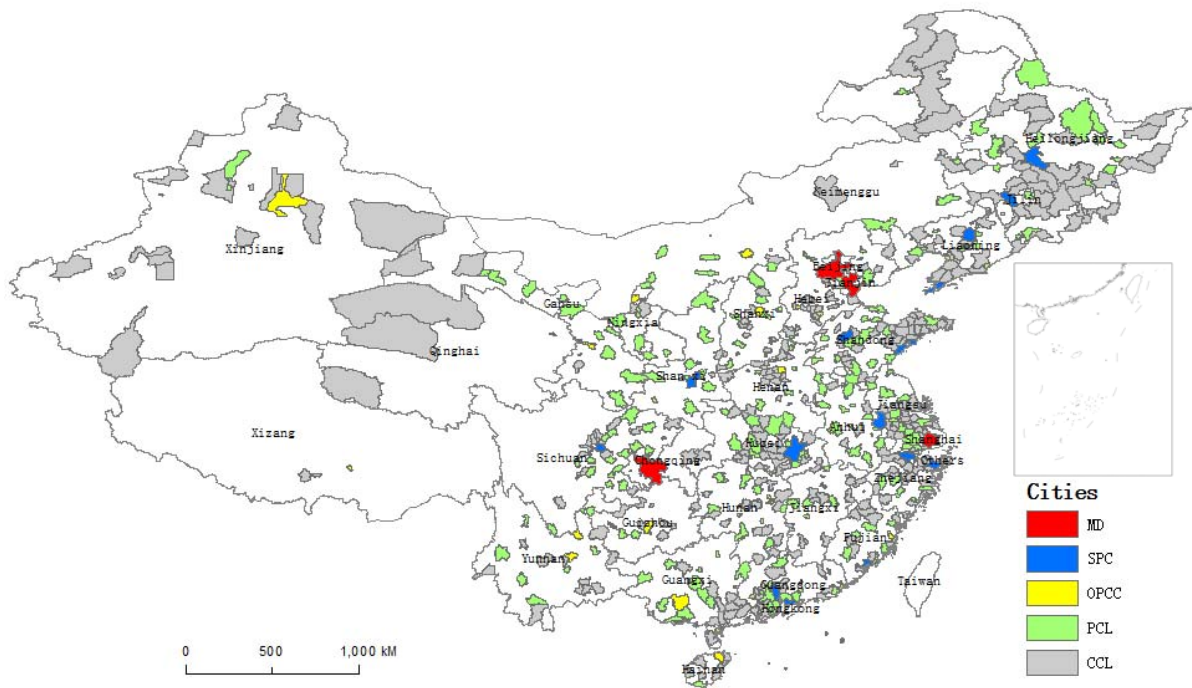 Heilongjiang
Neimenggu
Jilin
Xinjiang
Liaoning
Beijing
Tianjin
Gansu
Hebei
Ningxia
Shanxi
Qinghai
Shandong
Shan xi
Henan
Jiangsu
Xizang
Anhui
Hubei
Shanghai
Sichuan
Chongqing
Others
Zhejiang
Hunan
Jiangxi
Guizhou
Fujian
Yunnan
Guangxi
Guangdong
Taiwan
Hongkong
Hainan
0 500 1,000 kM
Cities
MD
SPC
OPCC
PCL
CCL